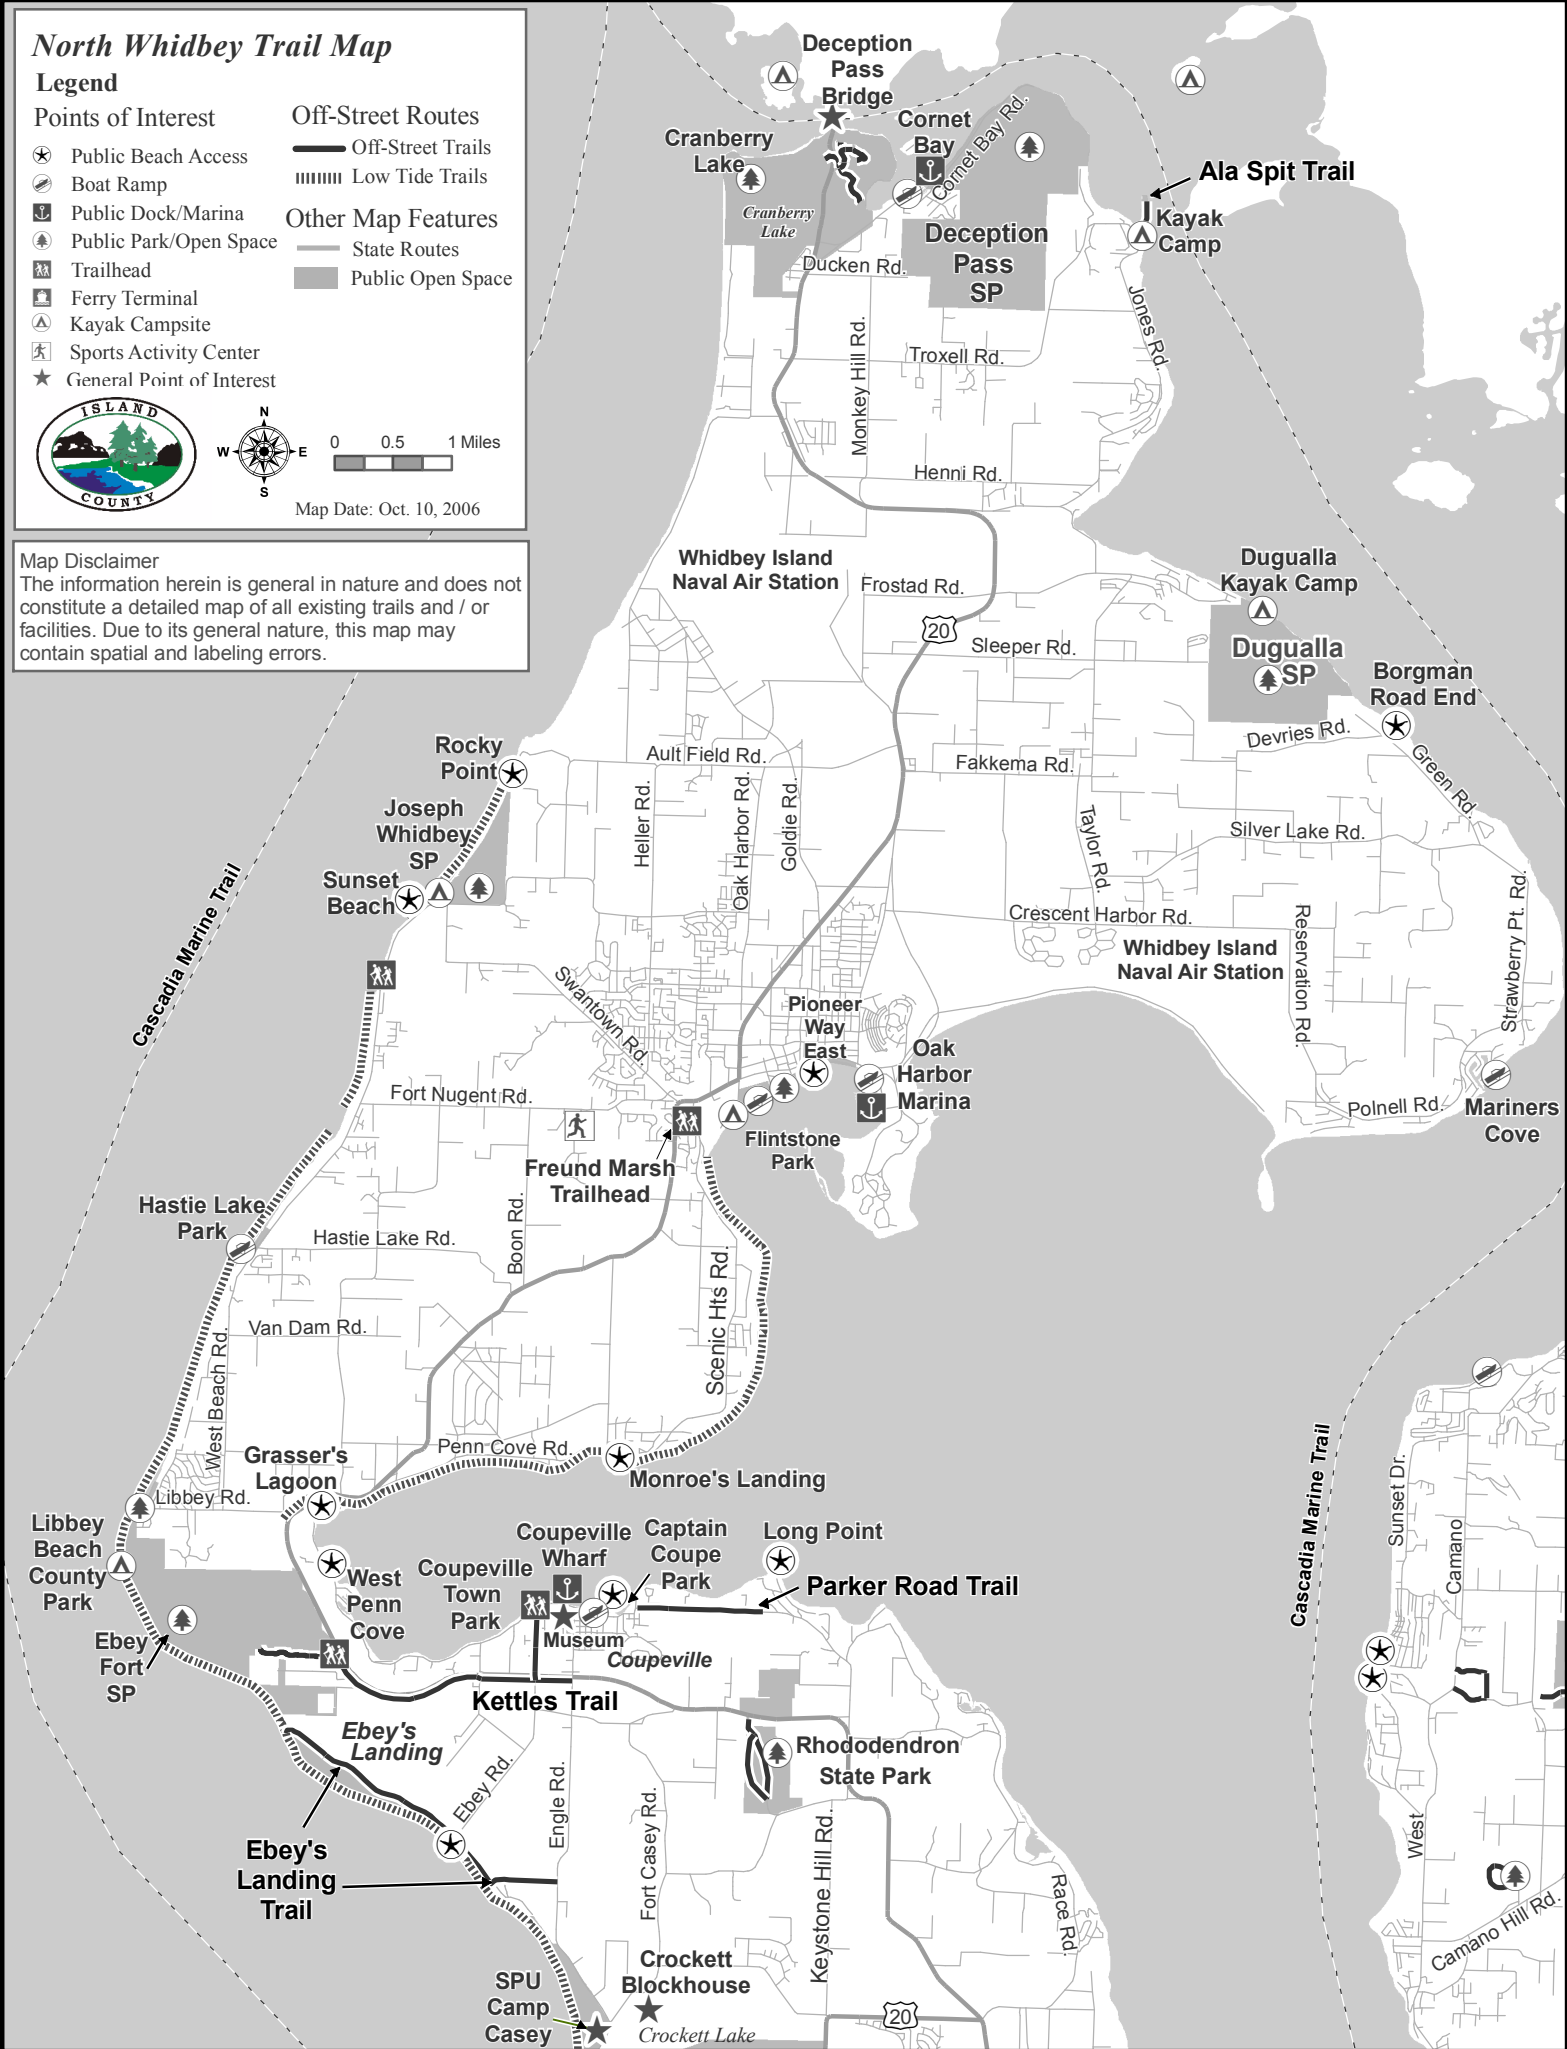 North Whidbey Trail Map
Legend
Points of Interest
Public Beach Access
Boat Ramp
Public Dock/Marina
Public Park/Open Space
Trailhead
Ferry Terminal
Kayak Campsite
Sports Activity Center
General Point of Interest
Off-Street Routes
Off-Street Trails
Low Tide Trails
Other Map Features
State Routes
Public Open Space
ISLAND
COUNTY
N
W
E
S
0
0.5
1 Miles
Map Date: Oct. 10, 2006
Map Disclaimer
The information herein is general in nature and does not
constitute a detailed map of all existing trails and / or
facilities. Due to its general nature, this map may
contain spatial and labeling errors.
Deception
Pass
Bridge
Cranberry
Lake
Cornet
Bay
Cornet Bay Rd.
Cranberry
Lake
Ala Spit Trail
Kayak
Camp
Deception
Pass
SP
Ducken Rd.
Jones Rd.
Monkey Hill Rd.
Troxell Rd.
Henni Rd.
Whidbey Island
Naval Air Station
Frostad Rd.
20
Sleeper Rd.
Dugualla
Kayak Camp
Dugualla
SP
Borgman
Road End
Devries Rd.
Green Rd.
Rocky
Point
Ault Field Rd.
Fakkema Rd.
Joseph
Whidbey
SP
Heller Rd.
Oak Harbor Rd.
Goldie Rd.
Taylor Rd.
Silver Lake Rd.
Sunset
Beach
Cascadia Marine Trail
Crescent Harbor Rd.
Whidbey Island
Naval Air Station
Reservation Rd.
Strawberry Pt. Rd.
Swantown Rd.
Pioneer
Way
East
Oak
Harbor
Marina
Fort Nugent Rd.
Flintstone
Park
Polnell Rd.
Mariners
Cove
Freund Marsh
Trailhead
Hastie Lake
Park
Hastie Lake Rd.
Boon Rd.
Scenic Hts Rd.
Van Dam Rd.
West Beach Rd.
Grasser's
Lagoon
Penn Cove Rd.
Monroe's Landing
Libbey Rd.
Libbey
Beach
County
Park
Coupeville
Wharf
Captain
Coupe
Park
Long Point
West
Penn
Cove
Coupeville
Town
Park
Parker Road Trail
Museum
Coupeville
Ebey
Fort
SP
Kettles Trail
Ebey's
Landing
Rhododendron
State Park
Ebey Rd.
Engle Rd.
Fort Casey Rd.
Keystone Hill Rd.
Race Rd.
Ebey's
Landing
Trail
Crockett
Blockhouse
SPU
Camp
Casey
Crockett Lake
20
Cascadia Marine Trail
Sunset Dr.
Camano
West
Camano Hill Rd.